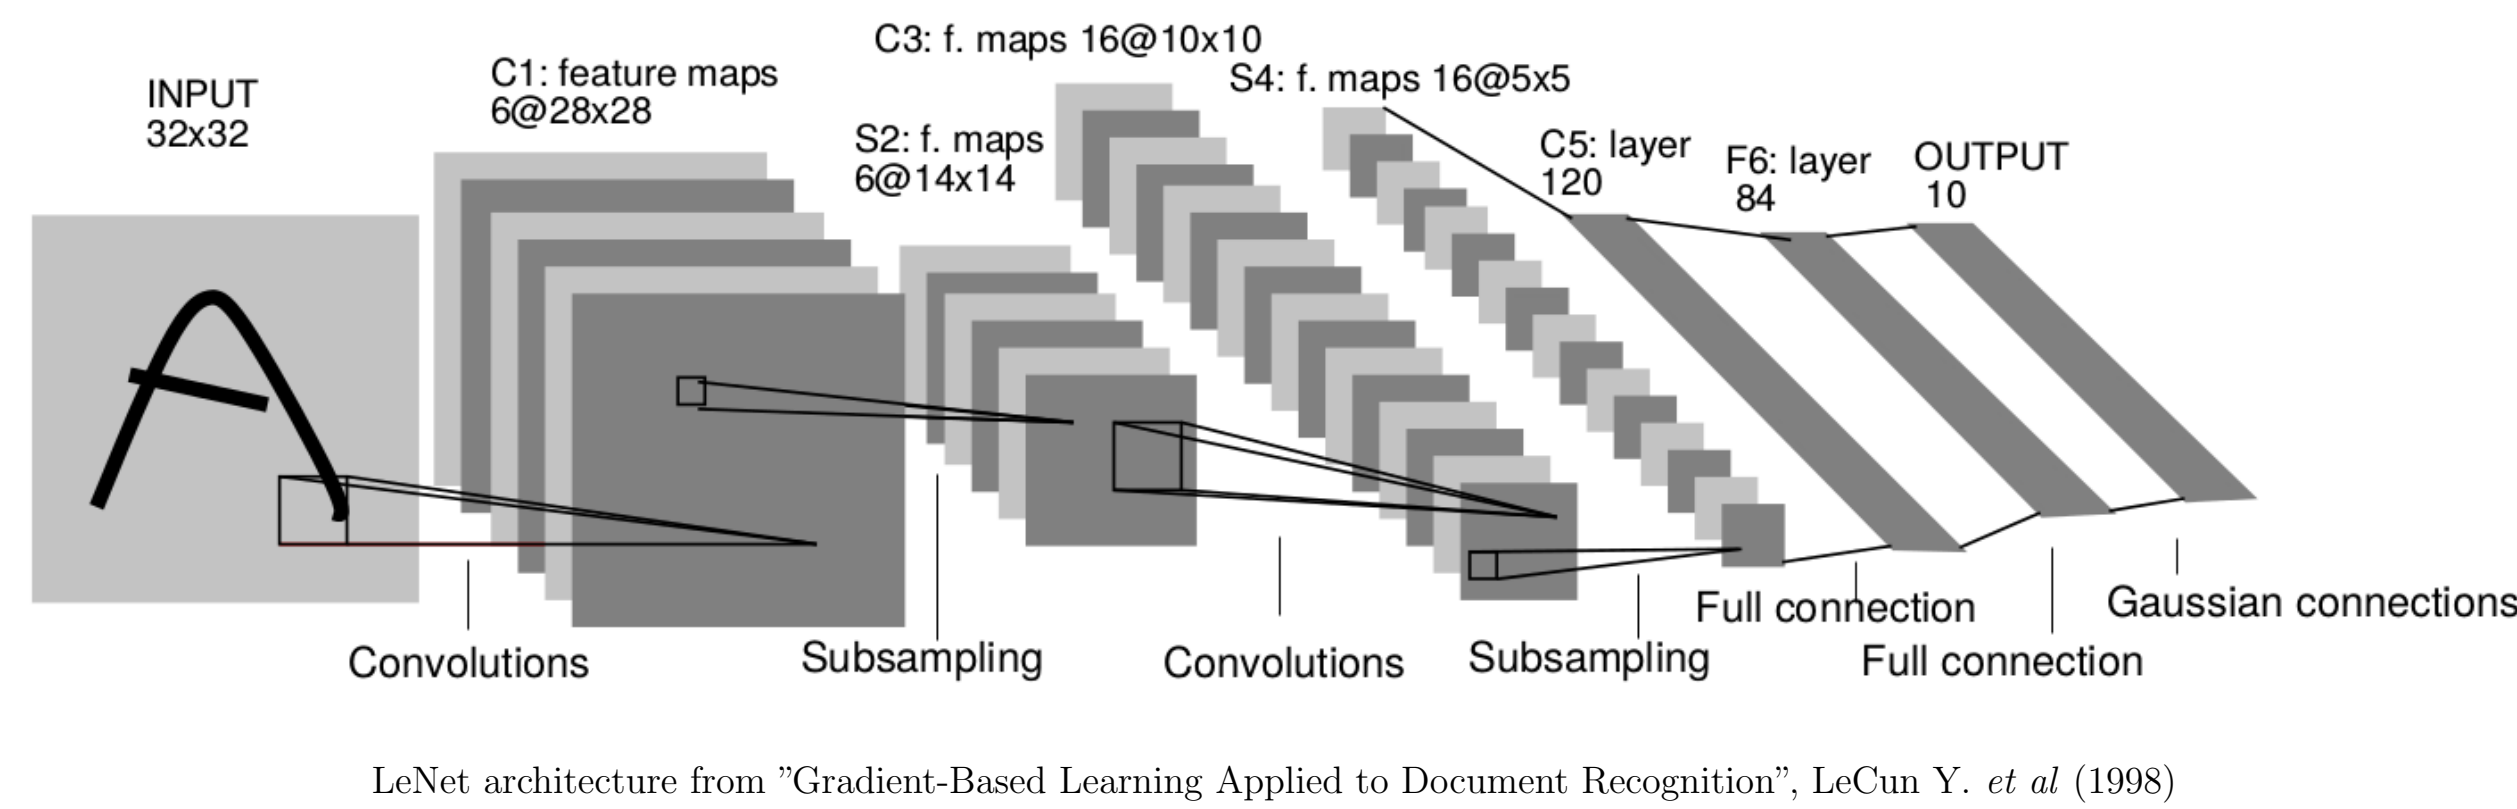 INPUT
32x32
C1: feature maps
6@28x28
S2: f. maps
6@14x14
C3: f. maps 16@10x10
S4: f. maps 16@5x5
C5: layer
120
F6: layer
84
OUTPUT
10
Convolutions
Subsampling
Convolutions
Subsampling
Full connection
Full connection
Gaussian connections
LeNet architecture from ”Gradient-Based Learning Applied to Document Recognition”, LeCun Y. et al (1998)